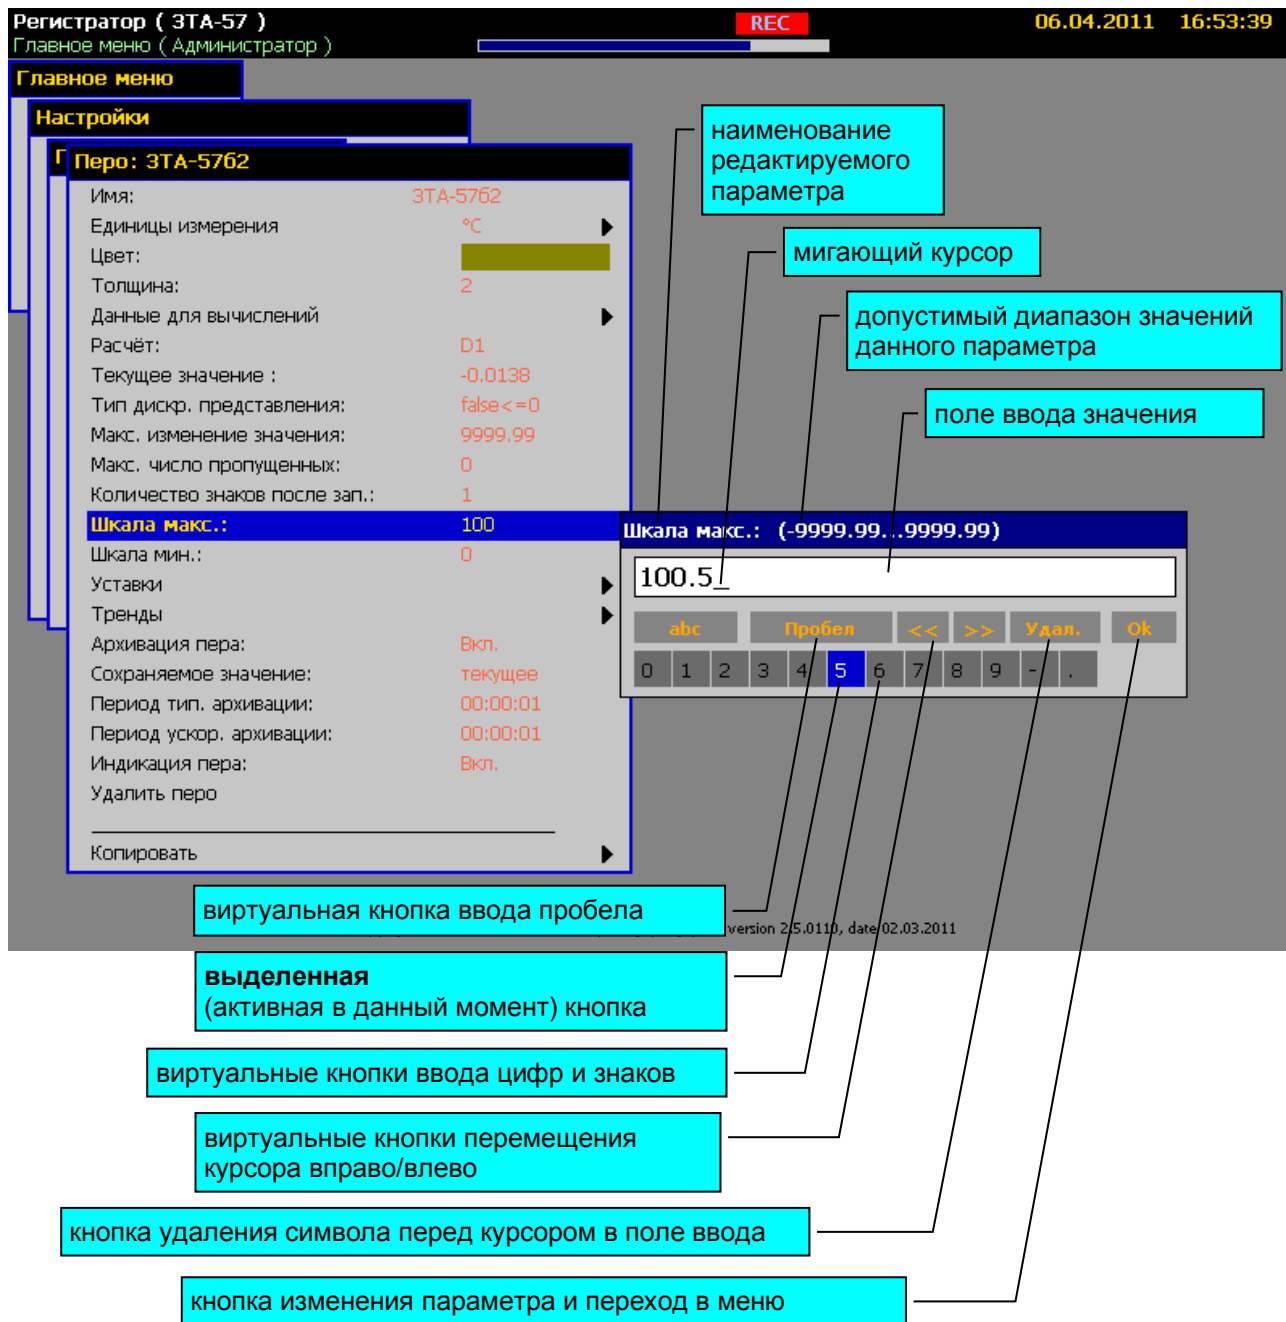 Регистратор ( ЗТА-57 )
REC
06.04.2011 16:53:39
Главное меню ( Администратор )
Главное меню
Настройки
Перо: ЗТА-57б2
Имя: ЗТА-57б2
Единицы измерения °C
Цвет:
Толщина: 2
Данные для вычислений
Расчёт: D1
Текущее значение : -0.0138
Тип дискр. представления: false<=0
Макс. изменение значения: 9999.99
Макс. число пропущенных: 0
Количество знаков после зап.: 1
Шкала макс.: 100
Шкала мин.: 0
Уставки
Тренды
Архивация пера: Вкл.
Сохраняемое значение: текущее
Период тип. архивации: 00:00:01
Период ускор. архивации: 00:00:01
Индикация пера: Вкл.
Удалить перо
Копировать
наименование
редактируемого
параметра
мигающий курсор
допустимый диапазон значений
данного параметра
поле ввода значения
Шкала макс.: (-9999.99...9999.99)
100.5_
abc Пробел << >> Удал. Ok
0 1 2 3 4 5 6 7 8 9 - .
виртуальная кнопка ввода пробела
version 2.5.0110, date 02.03.2011
выделенная
(активная в данный момент) кнопка
виртуальные кнопки ввода цифр и знаков
виртуальные кнопки перемещения
курсора вправо/влево
кнопка удаления символа перед курсором в поле ввода
кнопка изменения параметра и переход в меню